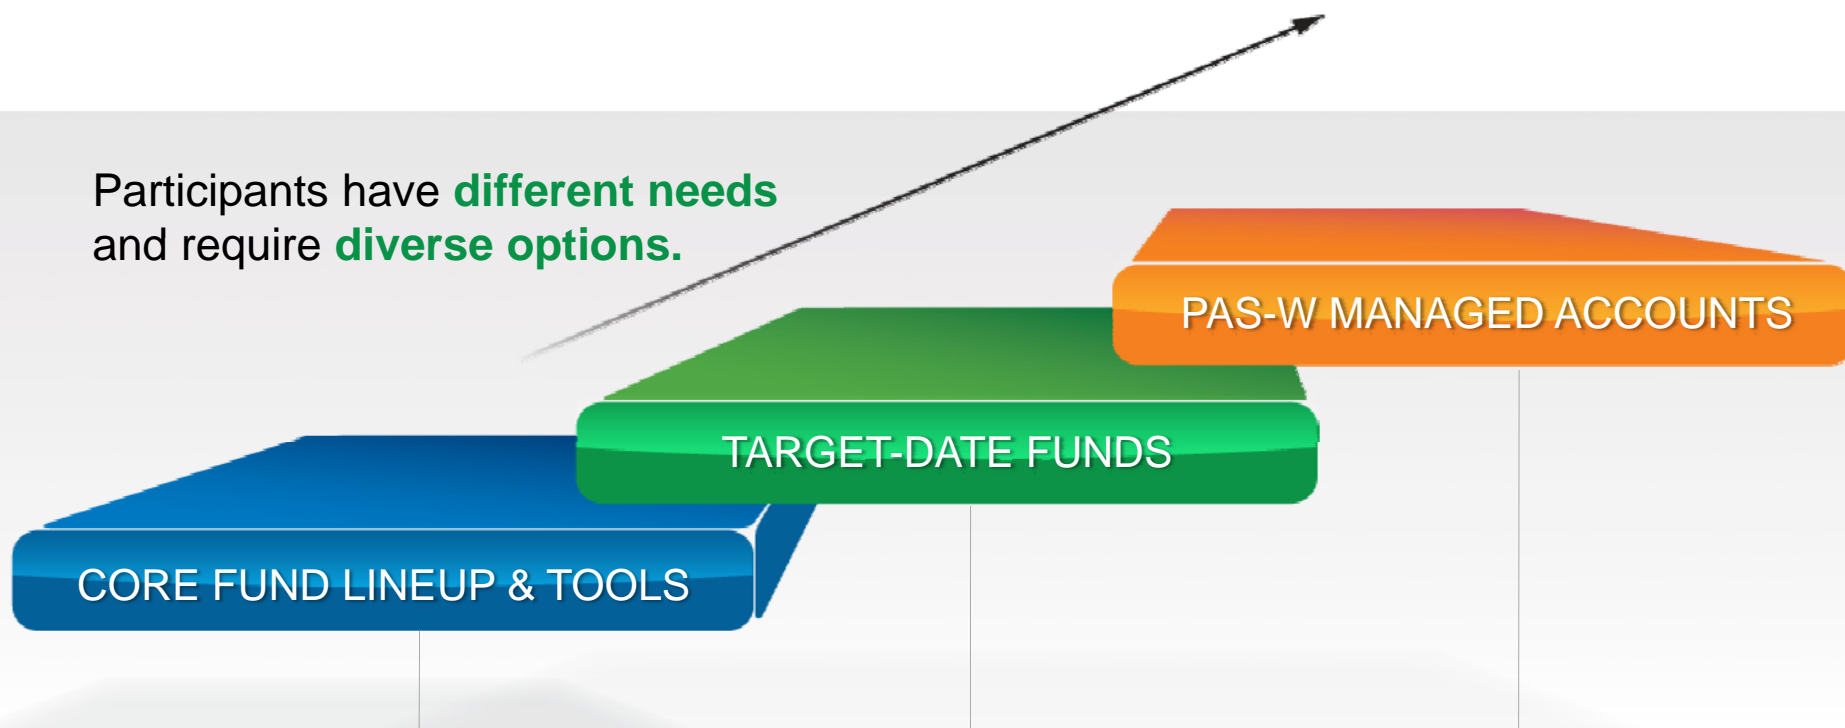 Participants have different needs
and require diverse options.
PAS-W MANAGED ACCOUNTS
TARGET-DATE FUNDS
CORE FUND LINEUP & TOOLS